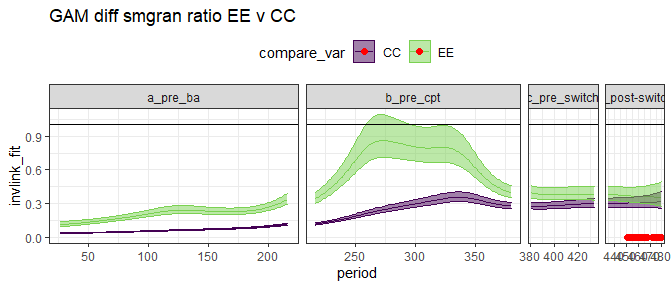 GAM diff smgran ratio EE v CC
compare_var CC EE
a_pre_ba b_pre_cpt c_pre_switch _post-switc
invlink_fit
0.9
0.6
0.3
0.0
50 100 150 200 250 300 350 380 400 420
period